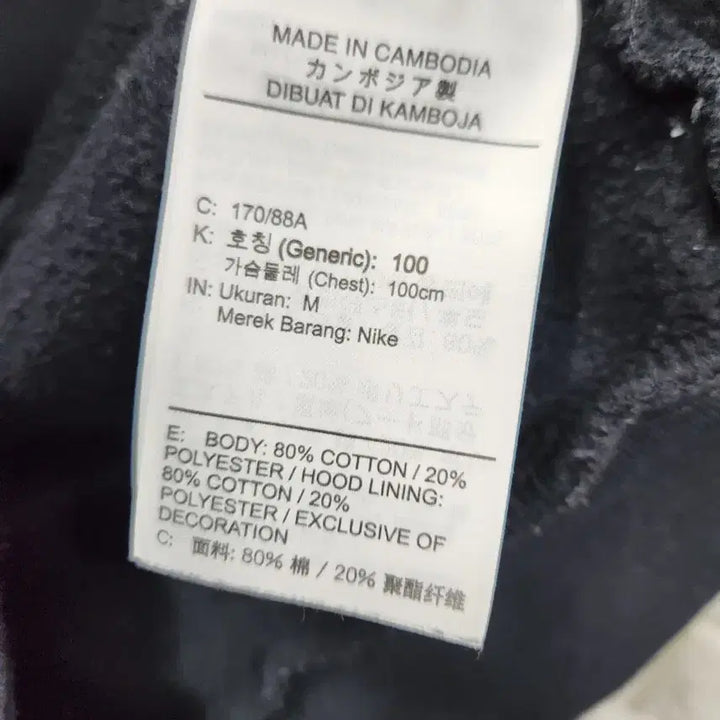 MADE IN CAMBODIA
カンボジア製
DIBUAT DI KAMBOJA
C: 170/88A
K: 호칭 (Generic): 100
가슴둘레 (Chest): 100cm
IN: Ukuran: M
Merek Barang: Nike
E: BODY: 80% COTTON / 20%
POLYESTER / HOOD LINING:
80% COTTON / 20%
POLYESTER / EXCLUSIVE OF
DECORATION
C: 面料: 80% 棉 / 20% 聚酯纤维